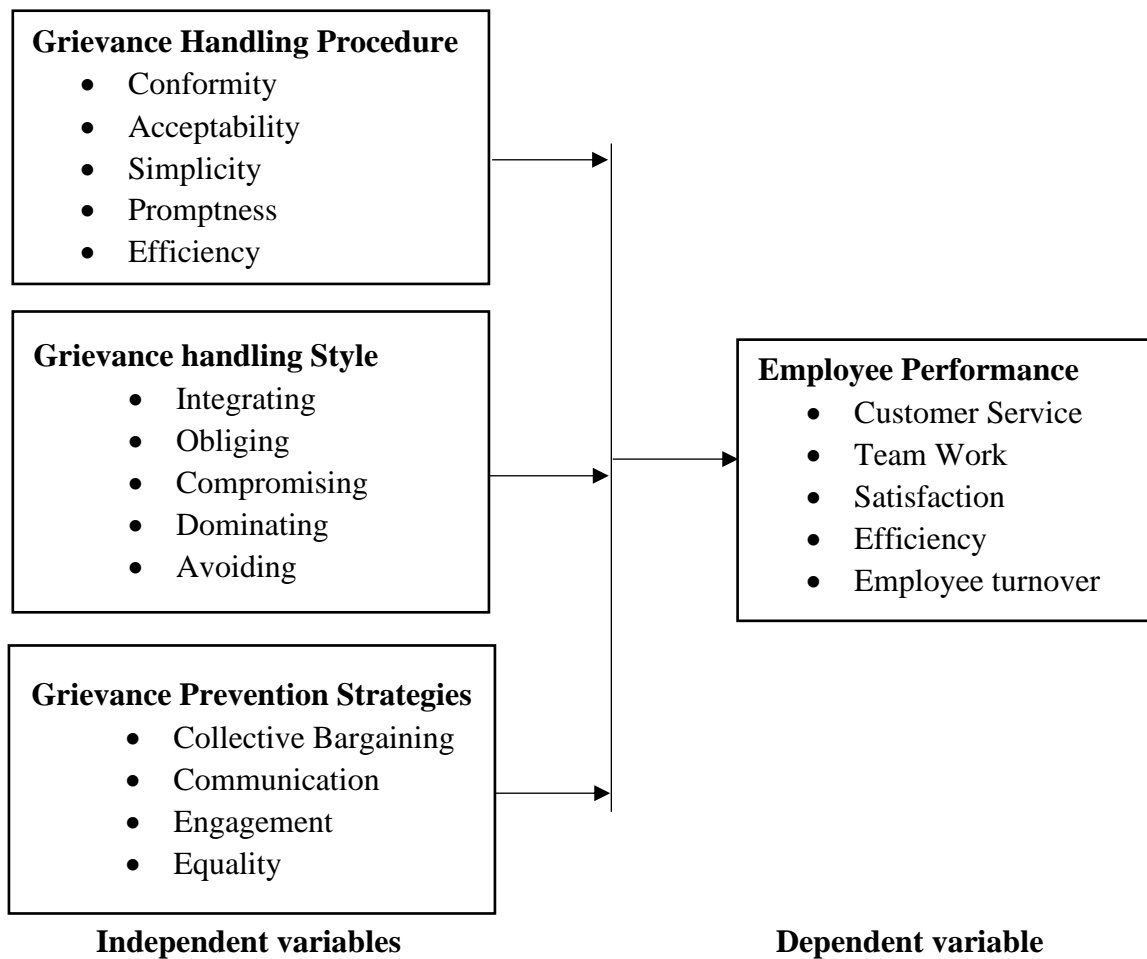 Grievance Handling Procedure
• Conformity
• Acceptability
• Simplicity
• Promptness
• Efficiency
Grievance handling Style
• Integrating
• Obliging
• Compromising
• Dominating
• Avoiding
Grievance Prevention Strategies
• Collective Bargaining
• Communication
• Engagement
• Equality
Independent variables
Employee Performance
• Customer Service
• Team Work
• Satisfaction
• Efficiency
• Employee turnover
Dependent variable